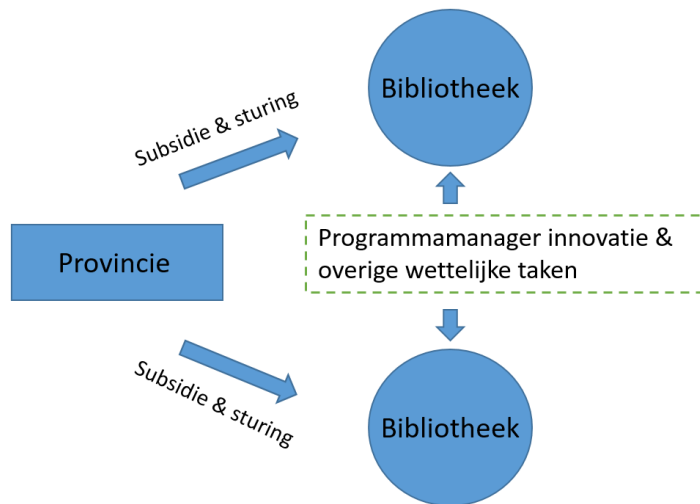 Bibliotheek
Subsidie & sturing
Programmamanager innovatie &
overige wettelijke taken
Provincie
Subsidie & sturing
Bibliotheek